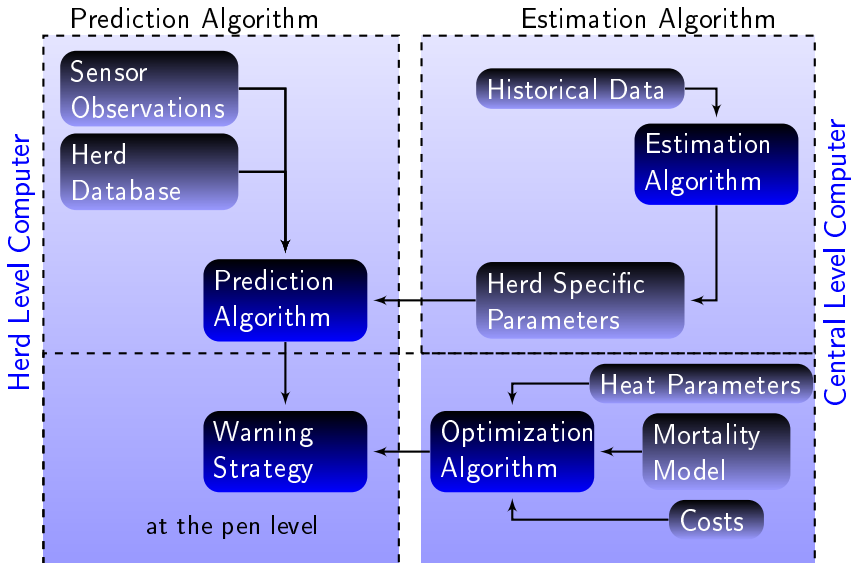 Prediction Algorithm
Estimation Algorithm
Herd Level Computer
Sensor
Observations
Herd
Database
Prediction
Algorithm
Historical Data
Estimation
Algorithm
Herd Specific
Parameters
Central Level Computer
Warning
Strategy
at the pen level
Optimization
Algorithm
Heat Parameters
Mortality
Model
Costs